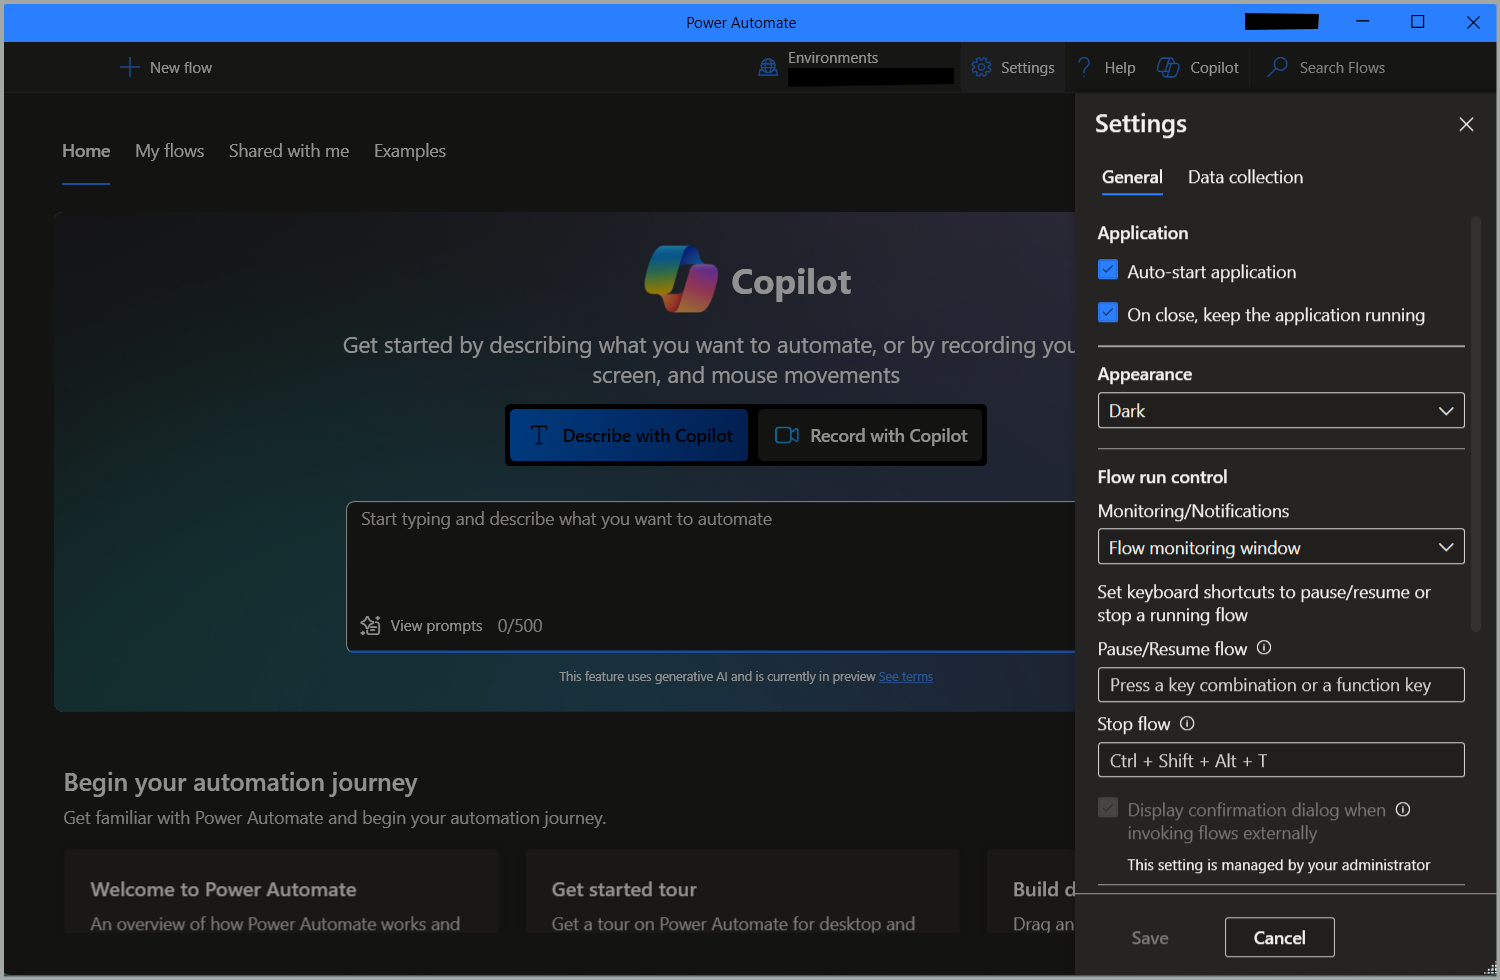 Power Automate
New flow
Environments
Settings
Help
Copilot
Search Flows
Home
My flows
Shared with me
Examples
Copilot
Get started by describing what you want to automate, or by recording you
screen, and mouse movements
Describe with Copilot
Record with Copilot
Start typing and describe what you want to automate
View prompts 0/500
This feature uses generative AI and is currently in preview See terms
Begin your automation journey
Get familiar with Power Automate and begin your automation journey.
Welcome to Power Automate
An overview of how Power Automate works and
Get started tour
Get a tour on Power Automate for desktop and
Build d
Drag an
Settings
General
Data collection
Application
Auto-start application
On close, keep the application running
Appearance
Dark
Flow run control
Monitoring/Notifications
Flow monitoring window
Set keyboard shortcuts to pause/resume or
stop a running flow
Pause/Resume flow
Press a key combination or a function key
Stop flow
Ctrl + Shift + Alt + T
Display confirmation dialog when
invoking flows externally
This setting is managed by your administrator
Save
Cancel